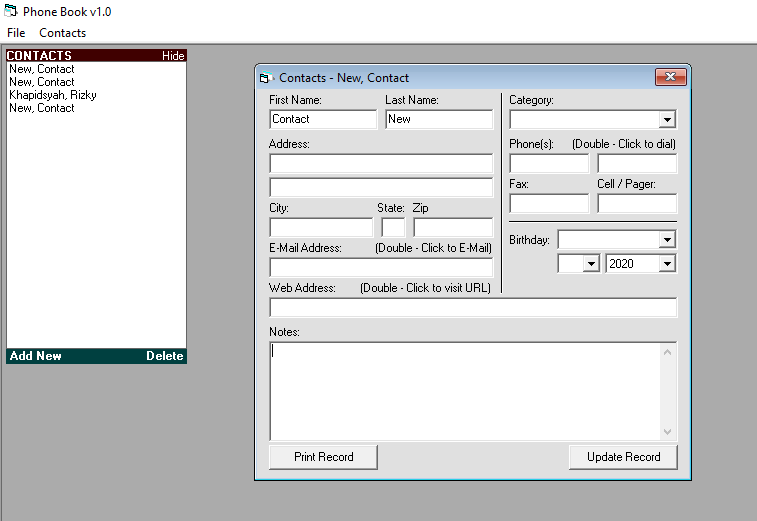 Phone Book v1.0
File Contacts
CONTACTS Hide
New, Contact
New, Contact
Khapidsyah, Rizky
New, Contact
Add New Delete
Contacts - New, Contact
First Name: Last Name:
Contact New
Address:
City: State: Zip
E-Mail Address: (Double - Click to E-Mail)
Web Address: (Double - Click to visit URL)
Category:
Phone(s): (Double - Click to dial)
Fax: Cell / Pager:
Birthday:
2020
Notes:
Print Record Update Record